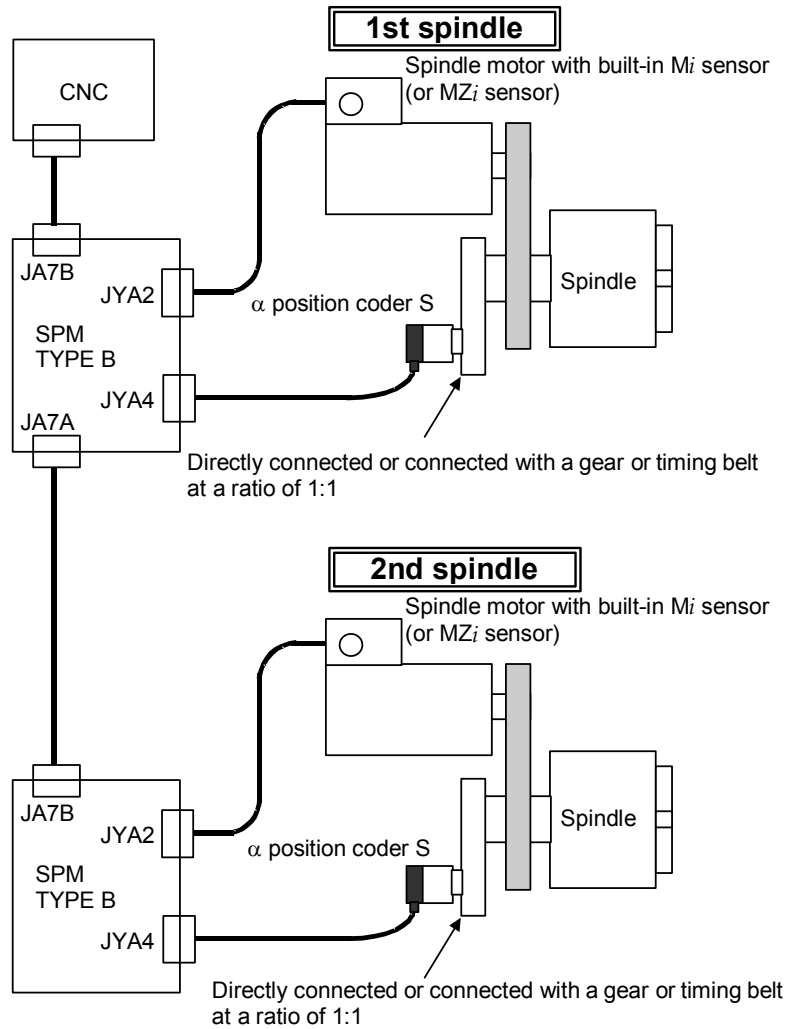 1st spindle
Spindle motor with built-in Mi sensor
(or MZi sensor)
CNC
JA7B
JYA2
Spindle
α position coder S
SPM
TYPE B
JYA4
JA7A
Directly connected or connected with a gear or timing belt
at a ratio of 1:1
2nd spindle
Spindle motor with built-in Mi sensor
(or MZi sensor)
JA7B
JYA2
Spindle
α position coder S
SPM
TYPE B
JYA4
Directly connected or connected with a gear or timing belt
at a ratio of 1:1